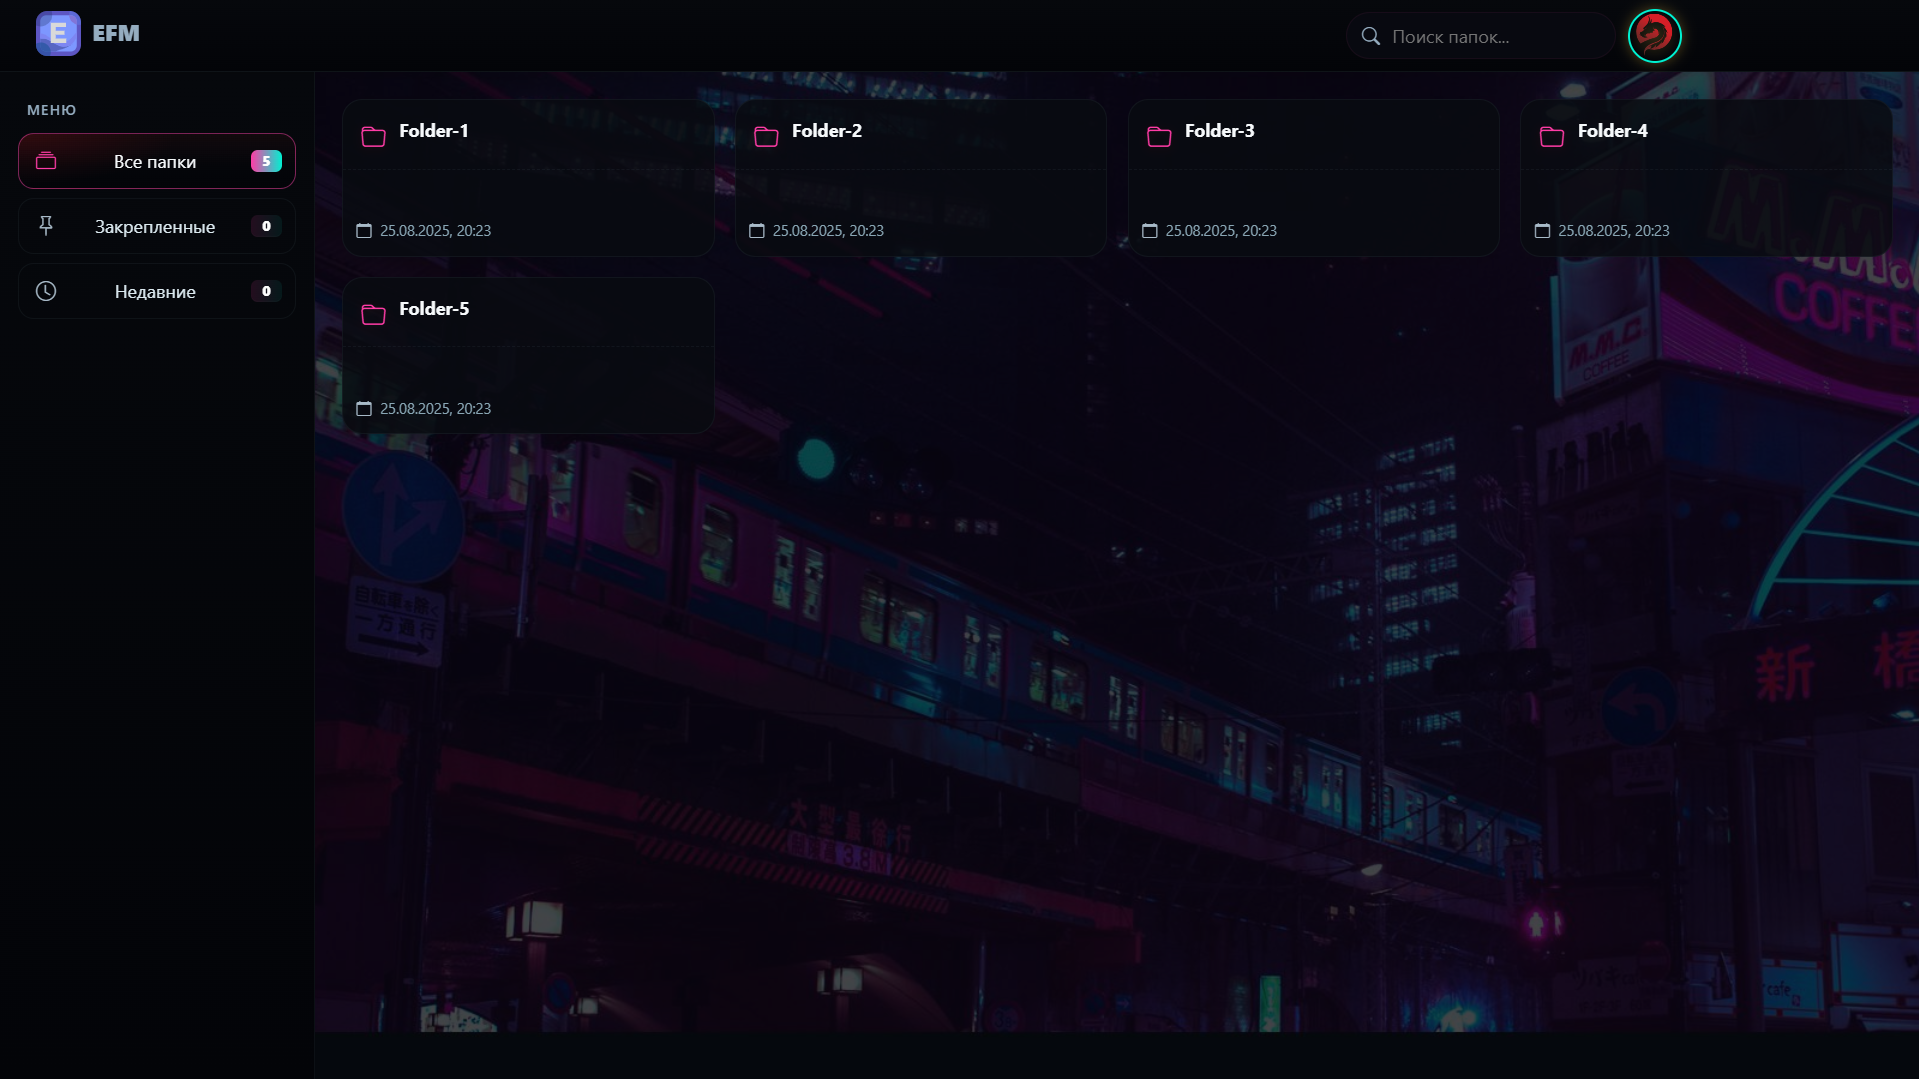 E EFM
Поиск папок...
МЕНЮ
Все папки 5
Закрепленные 0
Недавние 0
Folder-1
25.08.2025, 20:23
Folder-2
25.08.2025, 20:23
Folder-3
25.08.2025, 20:23
Folder-4
25.08.2025, 20:23
Folder-5
25.08.2025, 20:23
COFFEE
M.M.C.
COFFEE
自転車を除く
一方通行
新 橋
大型最徐行
3.8M
cafe